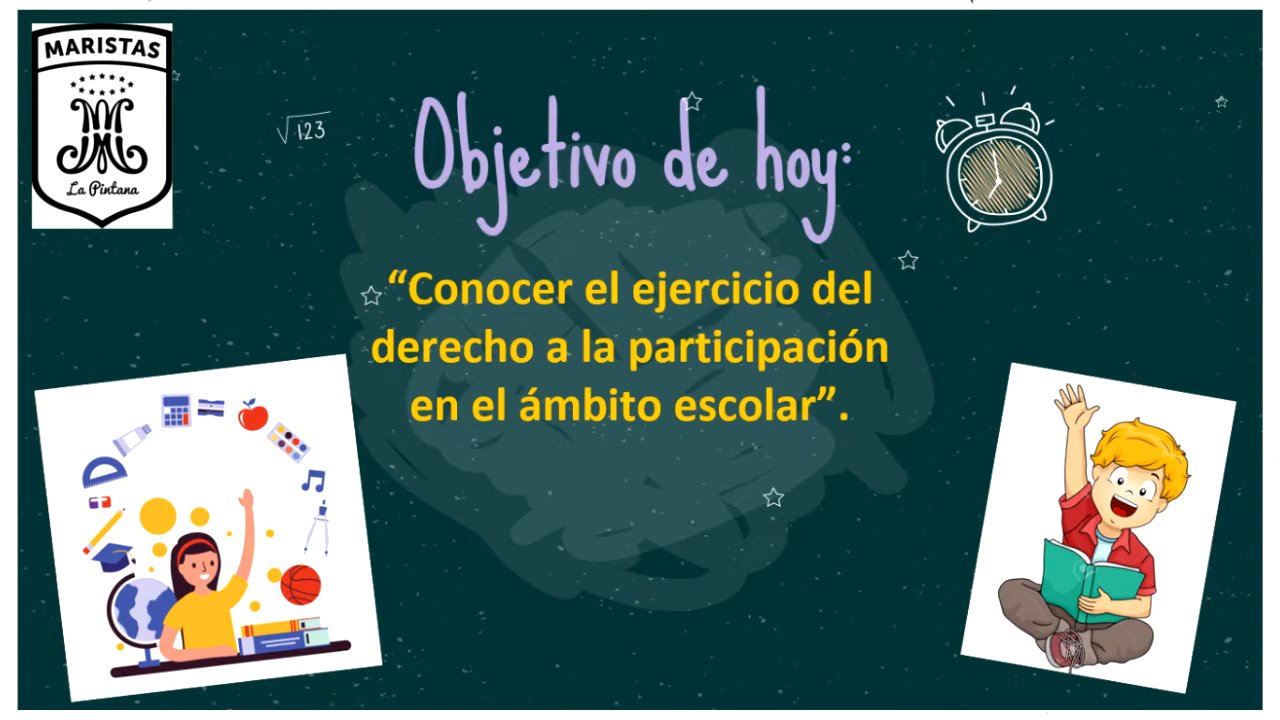 MARISTAS
La Pintana
√123
Objetivo de hoy:
“Conocer el ejercicio del
derecho a la participación
en el ámbito escolar”.